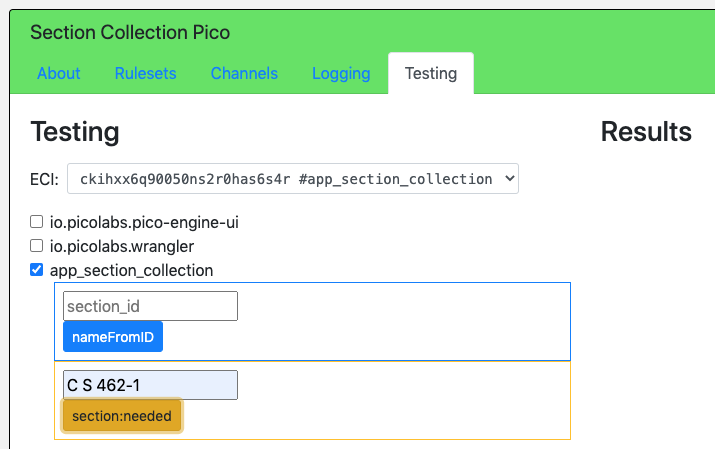 Section Collection Pico
About Rulesets Channels Logging Testing
Testing
Results
ECI: ckihxx6q90050ns2r0has6s4r #app_section_collection
io.picolabs.pico-engine-ui
io.picolabs.wrangler
app_section_collection
section_id
nameFromID
C S 462-1
section:needed